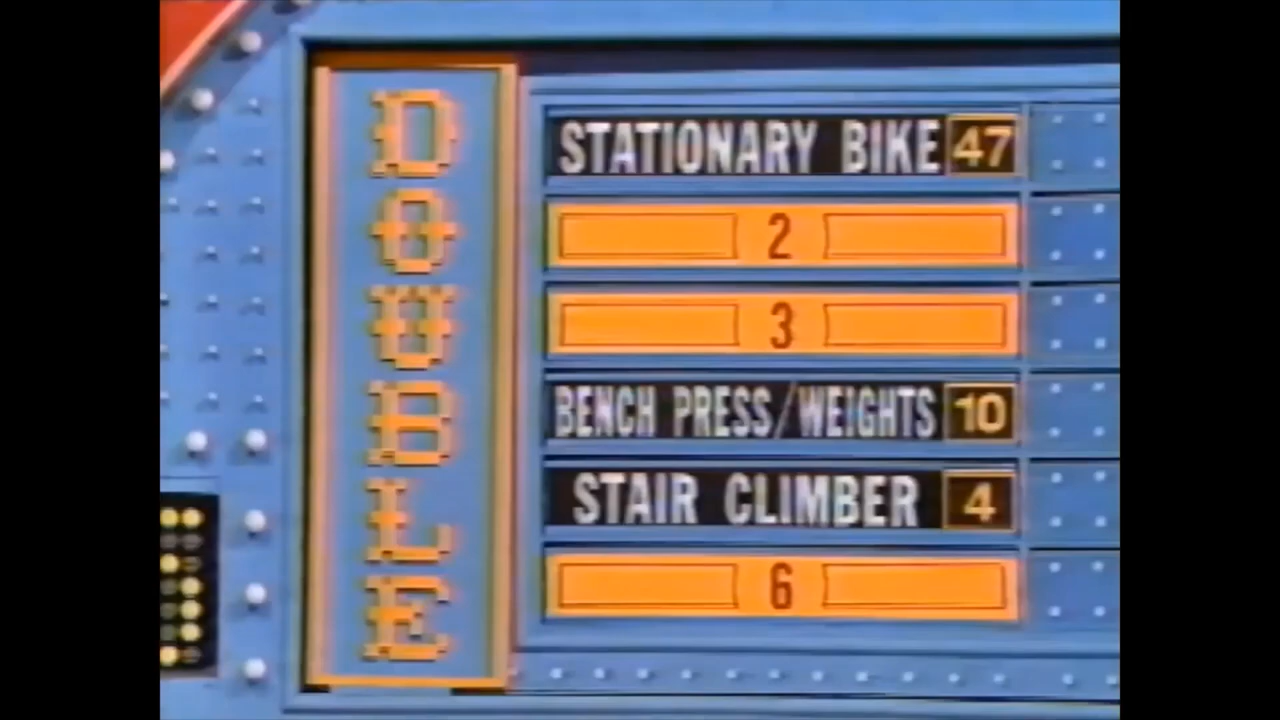 DOUBLE
STATIONARY BIKE 47
2
3
BENCH PRESS/WEIGHTS 10
STAIR CLIMBER 4
6